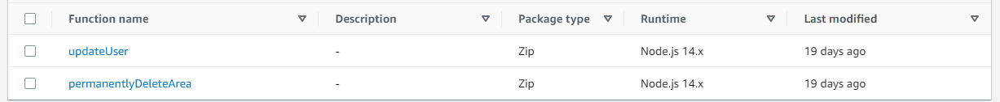 Function name Description Package type Runtime Last modified
updateUser - Zip Node.js 14.x 19 days ago
permanentlyDeleteArea - Zip Node.js 14.x 19 days ago